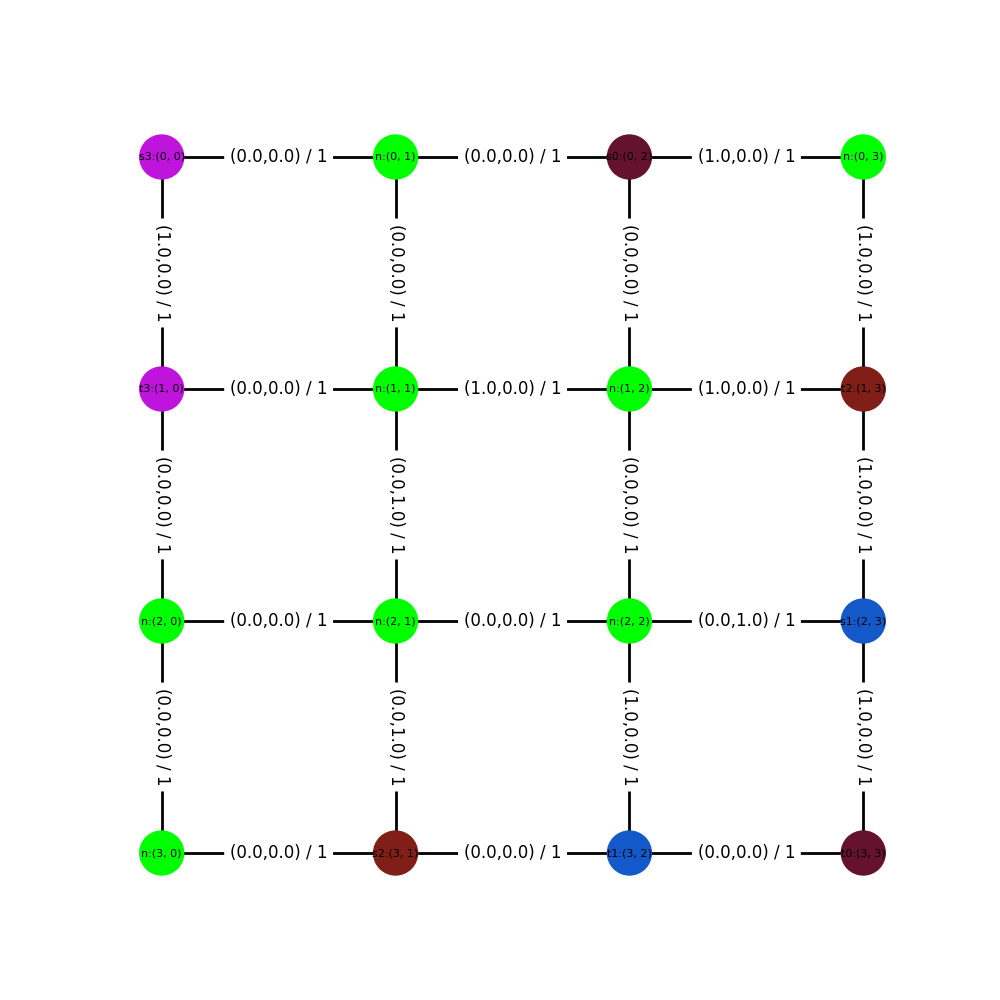 s3:(0, 0) (0.0,0.0) / 1 n:(0, 1) (0.0,0.0) / 1 s0:(0, 2) (1.0,0.0) / 1 n:(0, 3)
(1.0,0.0) / 1 (0.0,0.0) / 1 (0.0,0.0) / 1 (1.0,0.0) / 1
t3:(1, 0) (0.0,0.0) / 1 n:(1, 1) (1.0,0.0) / 1 n:(1, 2) (1.0,0.0) / 1 t2:(1, 3)
(0.0,0.0) / 1 (0.0,1.0) / 1 (0.0,0.0) / 1 (1.0,0.0) / 1
n:(2, 0) (0.0,0.0) / 1 n:(2, 1) (0.0,0.0) / 1 n:(2, 2) (0.0,1.0) / 1 s1:(2, 3)
(0.0,0.0) / 1 (0.0,1.0) / 1 (1.0,0.0) / 1 (1.0,0.0) / 1
n:(3, 0) (0.0,0.0) / 1 s2:(3, 1) (0.0,0.0) / 1 t1:(3, 2) (0.0,0.0) / 1 t0:(3, 3)